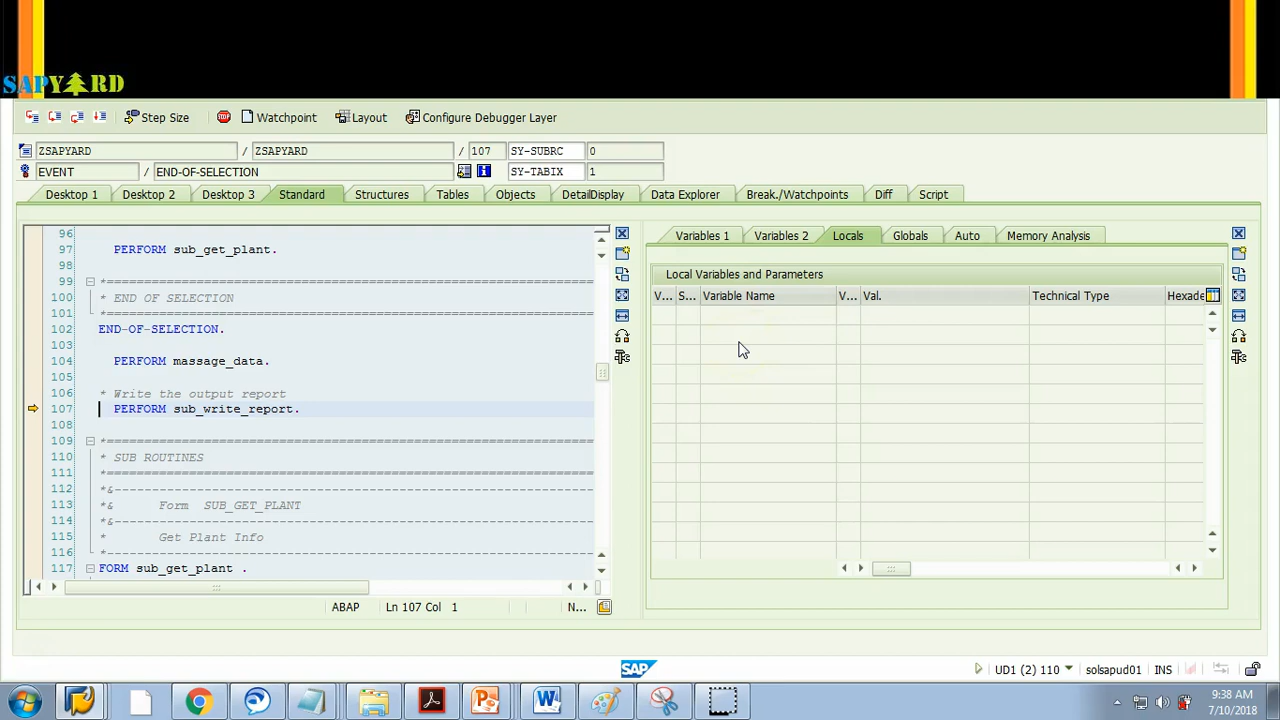 SAPYARD
Step Size Watchpoint Layout Configure Debugger Layer
ZSAPYARD / ZSAPYARD / 107 SY-SUBRC 0
EVENT / END-OF-SELECTION SY-TABIX 1
Desktop 1 Desktop 2 Desktop 3 Standard Structures Tables Objects DetailDisplay Data Explorer Break./Watchpoints Diff Script
Variables 1 Variables 2 Locals Globals Auto Memory Analysis
Local Variables and Parameters
V... S... Variable Name V... Val. Technical Type Hexade
96
97 PERFORM sub_get_plant.
98
99 *==============================================================
100 * END OF SELECTION
101 *==============================================================
102 END-OF-SELECTION.
103
104 PERFORM massage_data.
105
106 * Write the output report
107 PERFORM sub_write_report.
108
109 *==============================================================
110 * SUB ROUTINES
111 *==============================================================
112 *&--------------------------------------------------------------
113 *& Form SUB_GET_PLANT
114 *&--------------------------------------------------------------
115 * Get Plant Info
116 *---------------------------------------------------------------
117 FORM sub_get_plant .
ABAP Ln 107 Col 1 N...
SAP UD1 (2) 110 solsapud01 INS
9:38 AM
7/10/2018